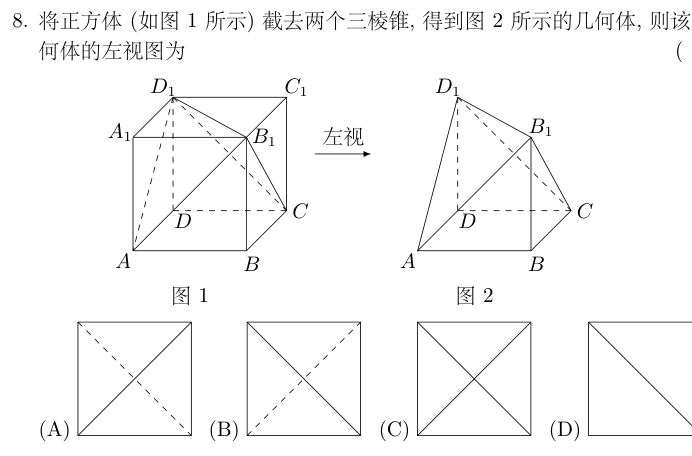 8. 将正方体 (如图 1 所示) 截去两个三棱锥, 得到图 2 所示的几何体, 则该
何体的左视图为 (
D₁ C₁ D₁
A₁ B₁ 左视 B₁
D C D C
A B A B
图 1 图 2
(A) (B) (C) (D)